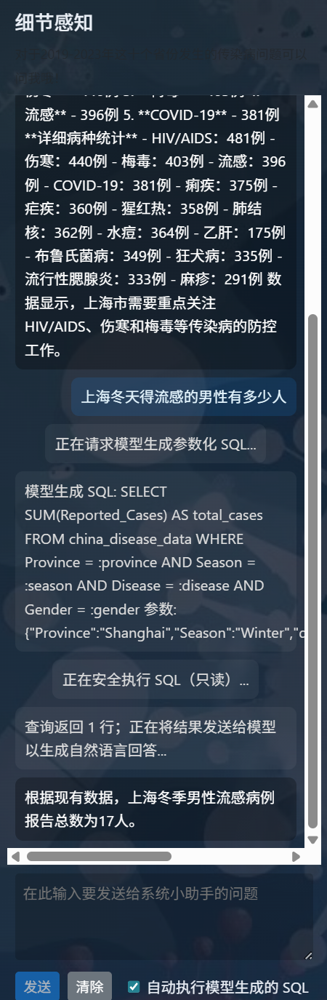 细节感知
流感** - 396例 5. **COVID-19** - 381例
**详细病种统计** - HIV/AIDS：481例 -
伤寒：440例 - 梅毒：403例 - 流感：396
例 - COVID-19：381例 - 痢疾：375例 -
疟疾：360例 - 猩红热：358例 - 肺结
核：362例 - 水痘：364例 - 乙肝：175例
- 布鲁氏菌病：349例 - 狂犬病：335例 -
流行性腮腺炎：333例 - 麻疹：291例 数
据显示，上海市需要重点关注
HIV/AIDS、伤寒和梅毒等传染病的防控
工作。
上海冬天得流感的男性有多少人
正在请求模型生成参数化 SQL...
模型生成 SQL: SELECT
SUM(Reported_Cases) AS total_cases
FROM china_disease_data WHERE
Province = :province AND Season =
:season AND Disease = :disease AND
Gender = :gender 参数:
{"Province":"Shanghai","Season":"Winter","
正在安全执行 SQL（只读）...
查询返回 1 行；正在将结果发送给模型
以生成自然语言回答...
根据现有数据，上海冬季男性流感病例
报告总数为17人。
在此输入要发送给系统小助手的问题
发送 清除 自动执行模型生成的 SQL